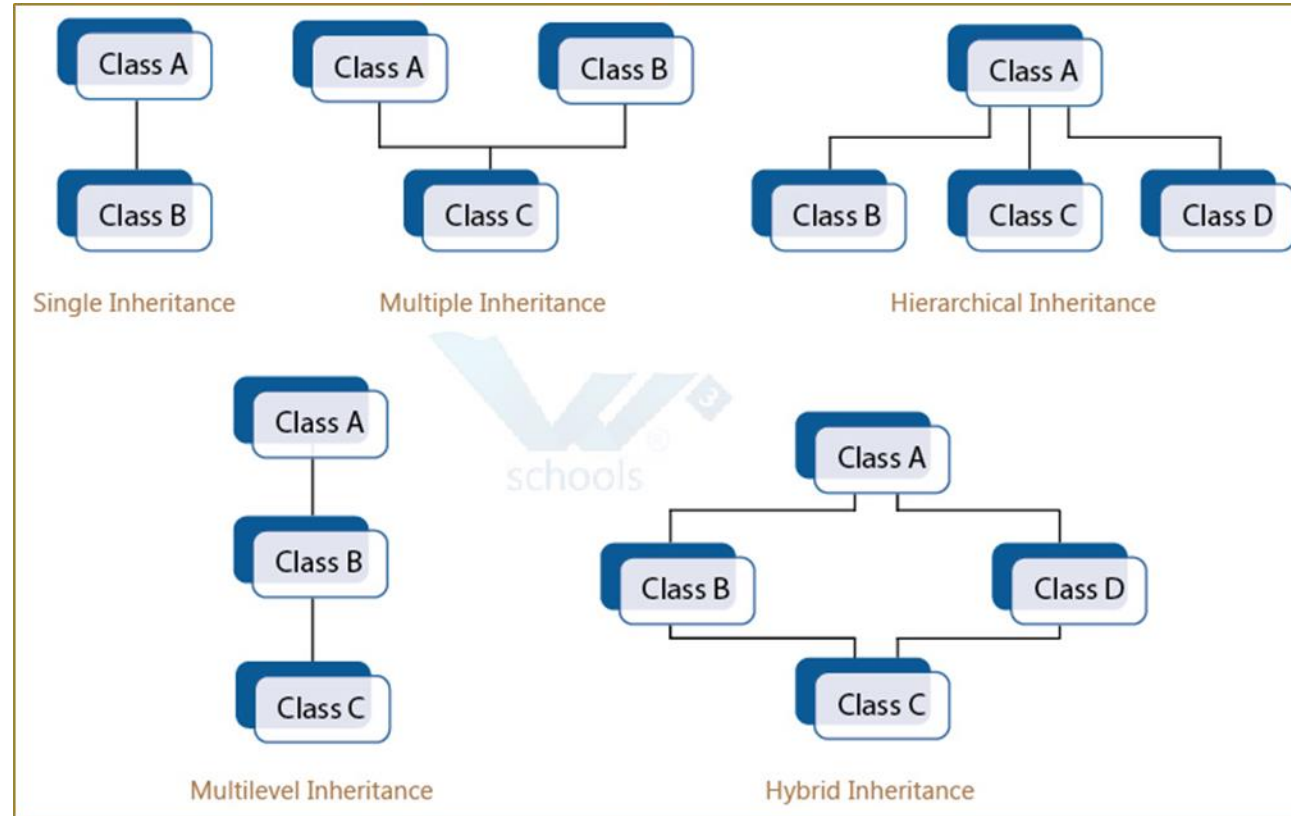 Class A
Class B
Single Inheritance
Class A
Class B
Class C
Multiple Inheritance
Class A
Class B
Class C
Class D
Hierarchical Inheritance
W3
®
schools
Class A
Class B
Class C
Multilevel Inheritance
Class A
Class B
Class D
Class C
Hybrid Inheritance